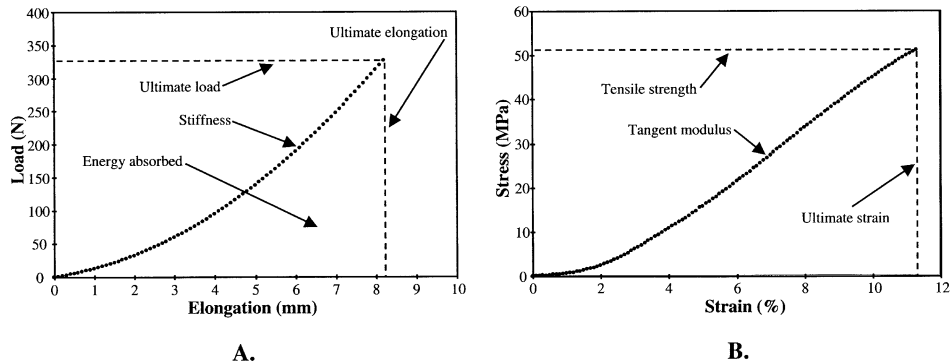 400
350
300
250
200
150
100
50
0
Load (N)
Ultimate elongation
Ultimate load
Stiffness
Energy absorbed
0 1 2 3 4 5 6 7 8 9 10
Elongation (mm)
A.
60
50
40
30
20
10
0
Stress (MPa)
Tensile strength
Tangent modulus
Ultimate strain
0 2 4 6 8 10 12
Strain (%)
B.